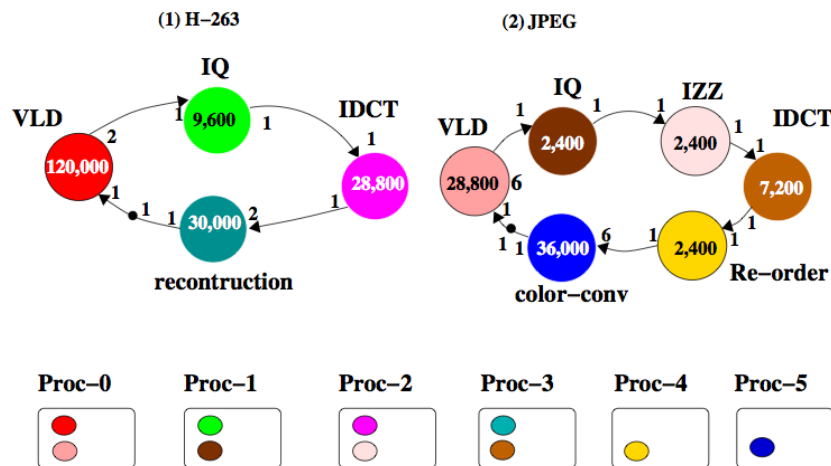 (1) H-263
(2) JPEG
IQ
VLD
IDCT
9,600
120,000
28,800
30,000
recontruction
2
1
1
1
1
2
1
1
1
IQ
IZZ
VLD
IDCT
2,400
2,400
28,800
7,200
36,000
2,400
color-conv
Re-order
1
1
1
1
1
6
1
1
1
6
1
1
1
Proc-0
Proc-1
Proc-2
Proc-3
Proc-4
Proc-5